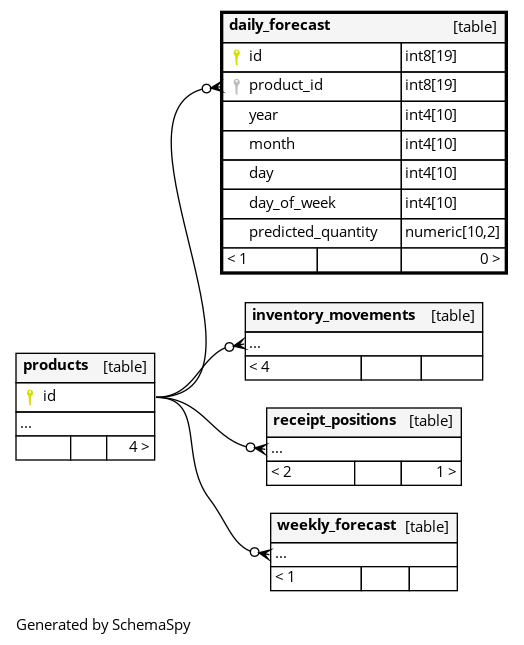 daily_forecast [table]
id int8[19]
product_id int8[19]
year int4[10]
month int4[10]
day int4[10]
day_of_week int4[10]
predicted_quantity numeric[10,2]
< 1 0 >
inventory_movements [table]
...
< 4
products [table]
id
...
4 >
receipt_positions [table]
...
< 2 1 >
weekly_forecast [table]
...
< 1
Generated by SchemaSpy